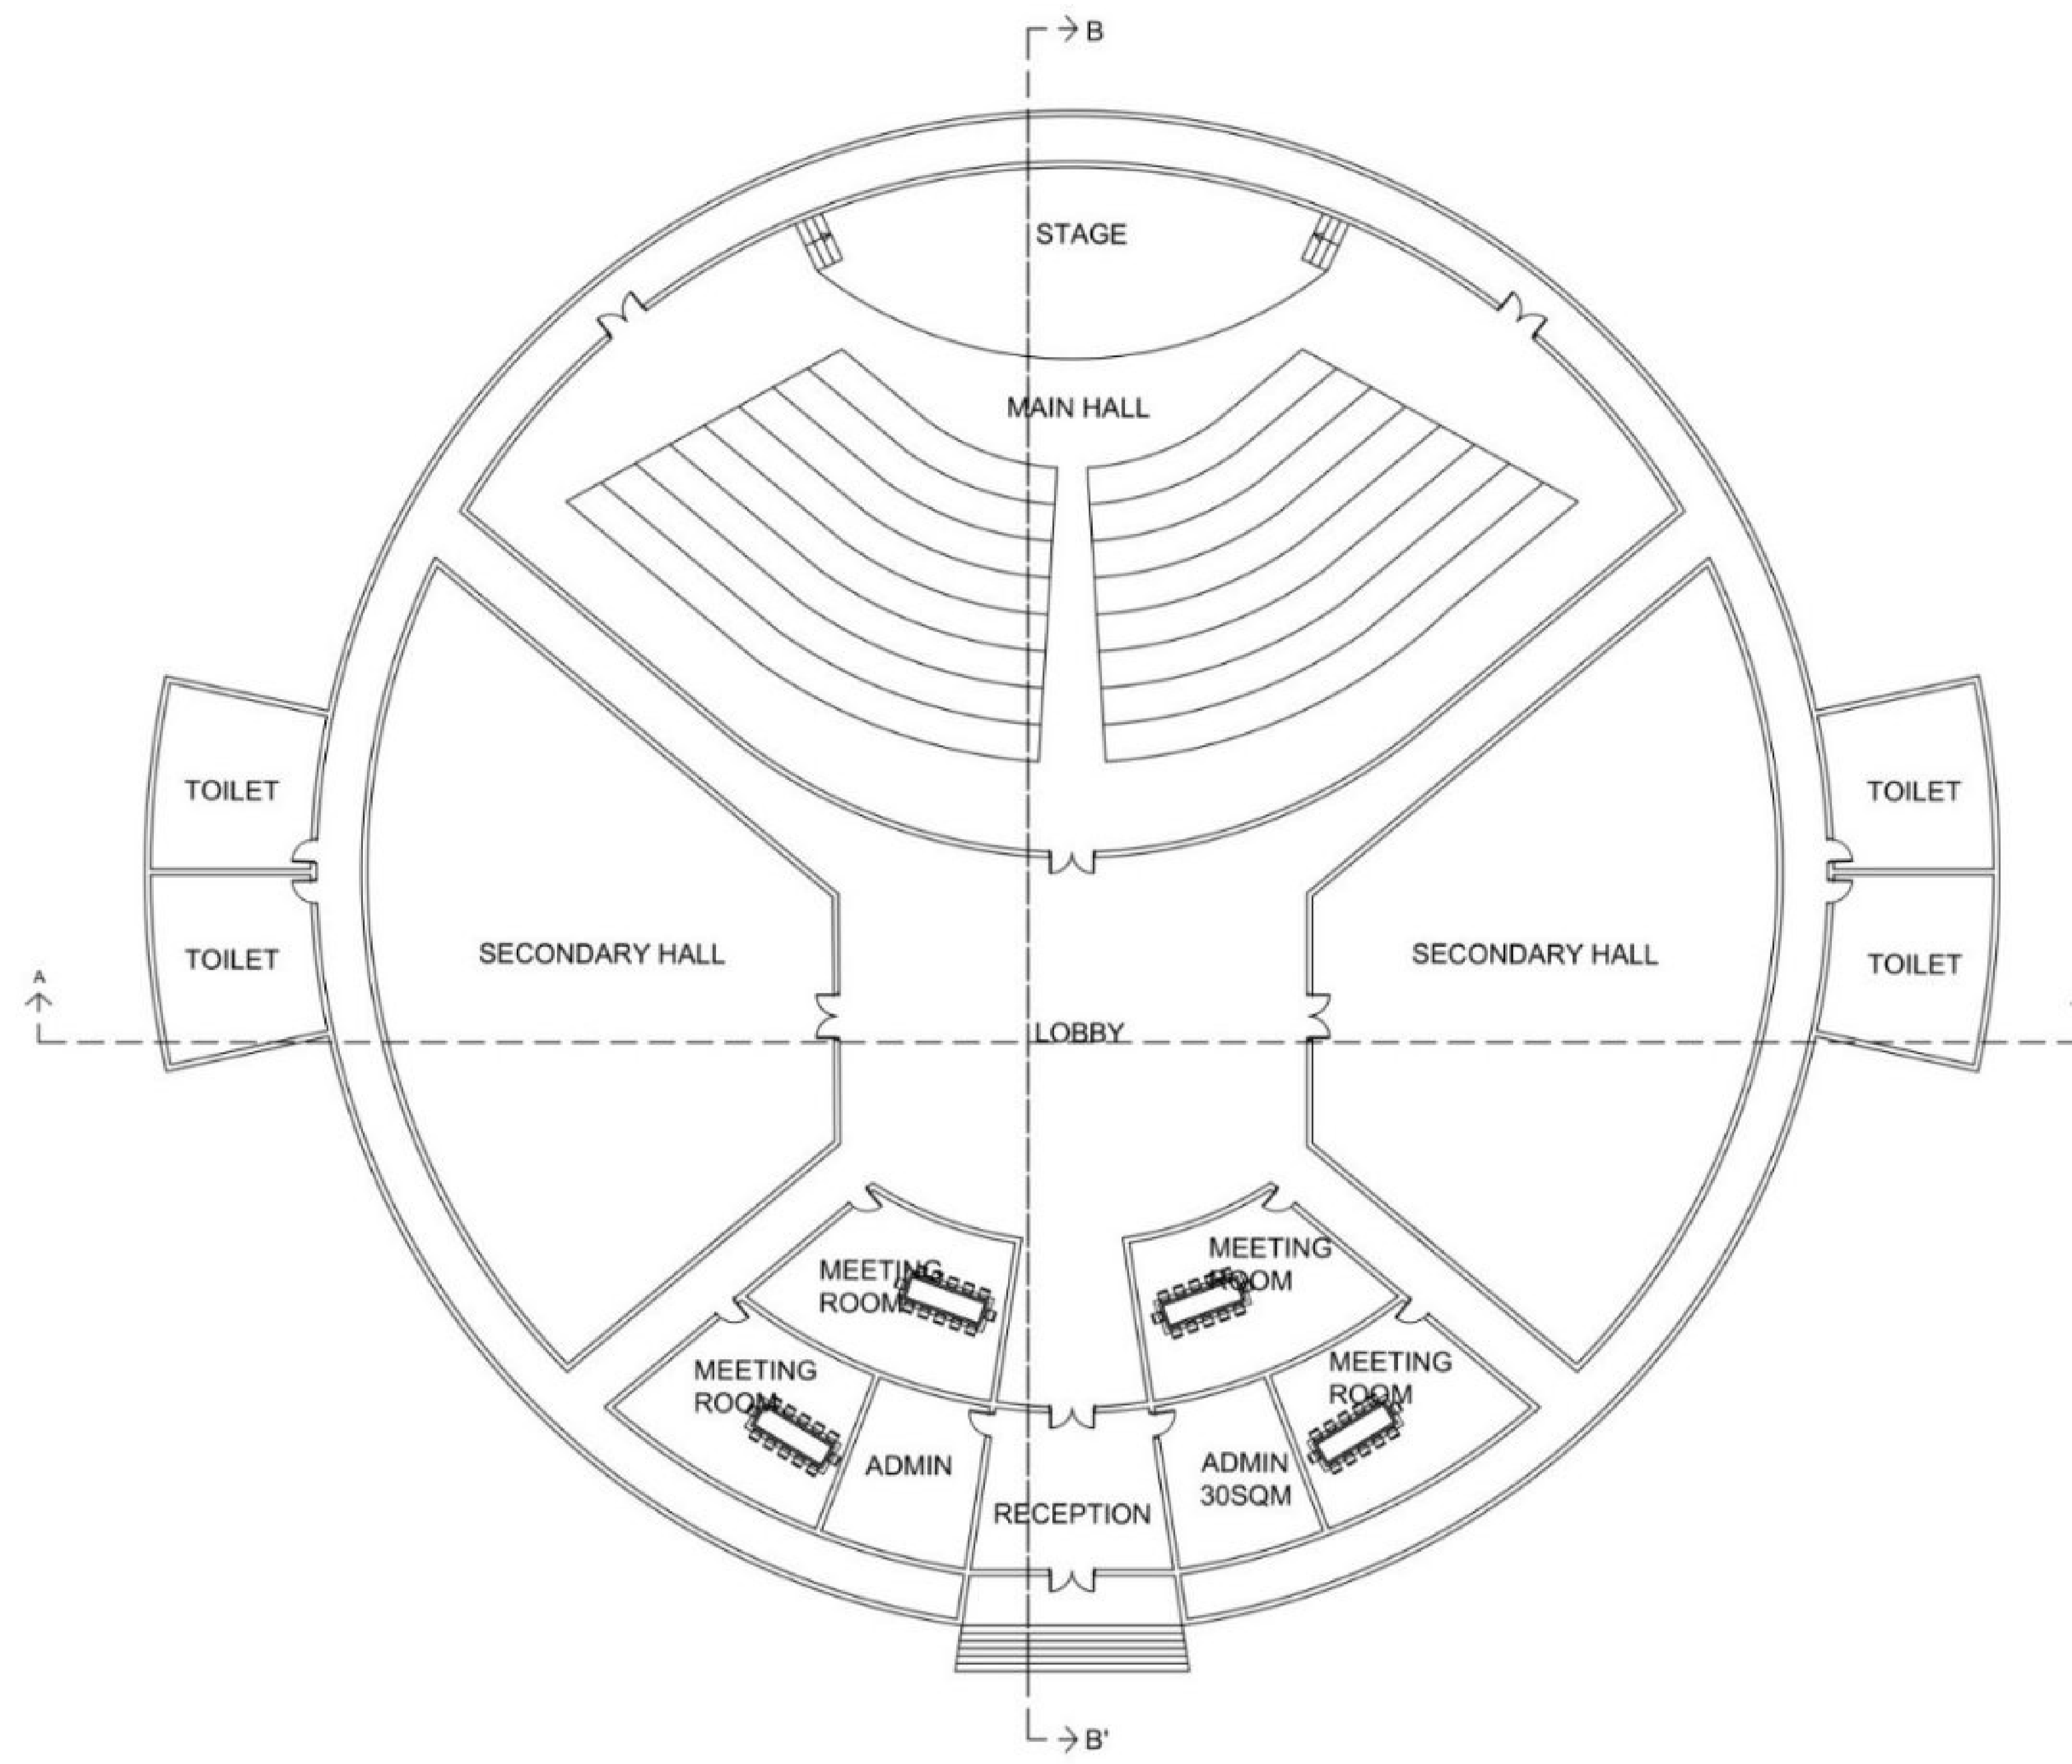 B
STAGE
MAIN HALL
TOILET
TOILET
SECONDARY HALL
SECONDARY HALL
TOILET
TOILET
A
LOBBY
MEETING
ROOM
MEETING
ROOM
MEETING
ROOM
MEETING
ROOM
ADMIN
ADMIN
30SQM
RECEPTION
B'